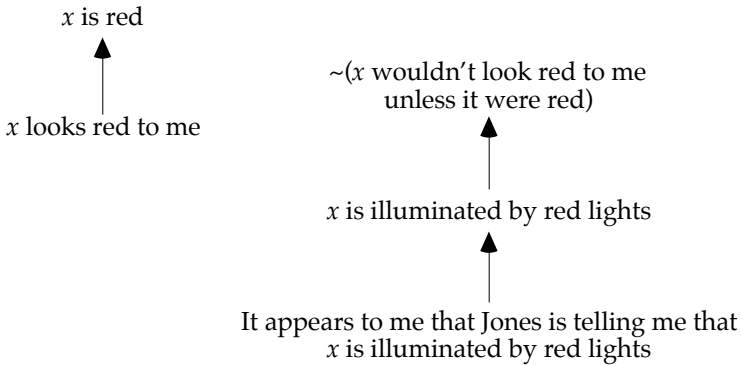 x is red
x looks red to me
~(x wouldn't look red to me
unless it were red)
x is illuminated by red lights
It appears to me that Jones is telling me that
x is illuminated by red lights